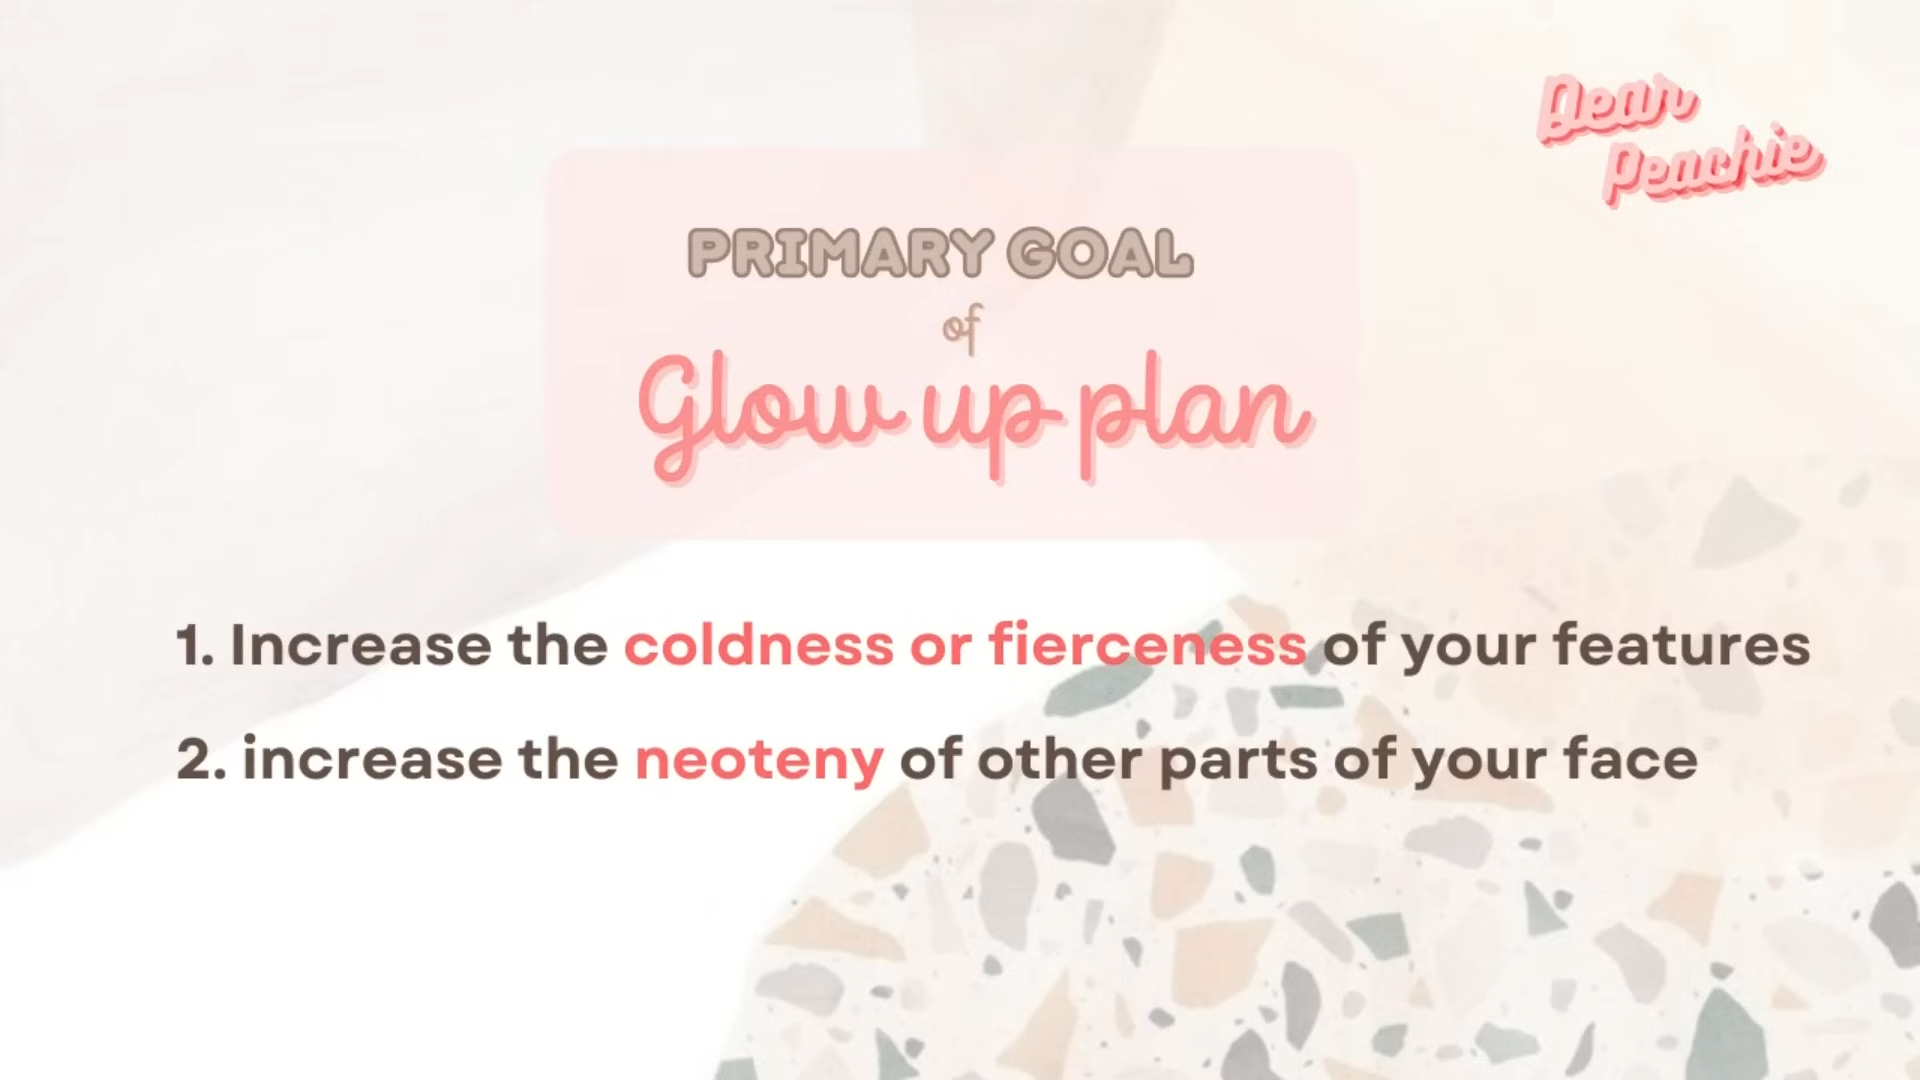 Dear
Peachie
PRIMARY GOAL
of
Glow up plan
1. Increase the coldness or fierceness of your features
2. increase the neoteny of other parts of your face